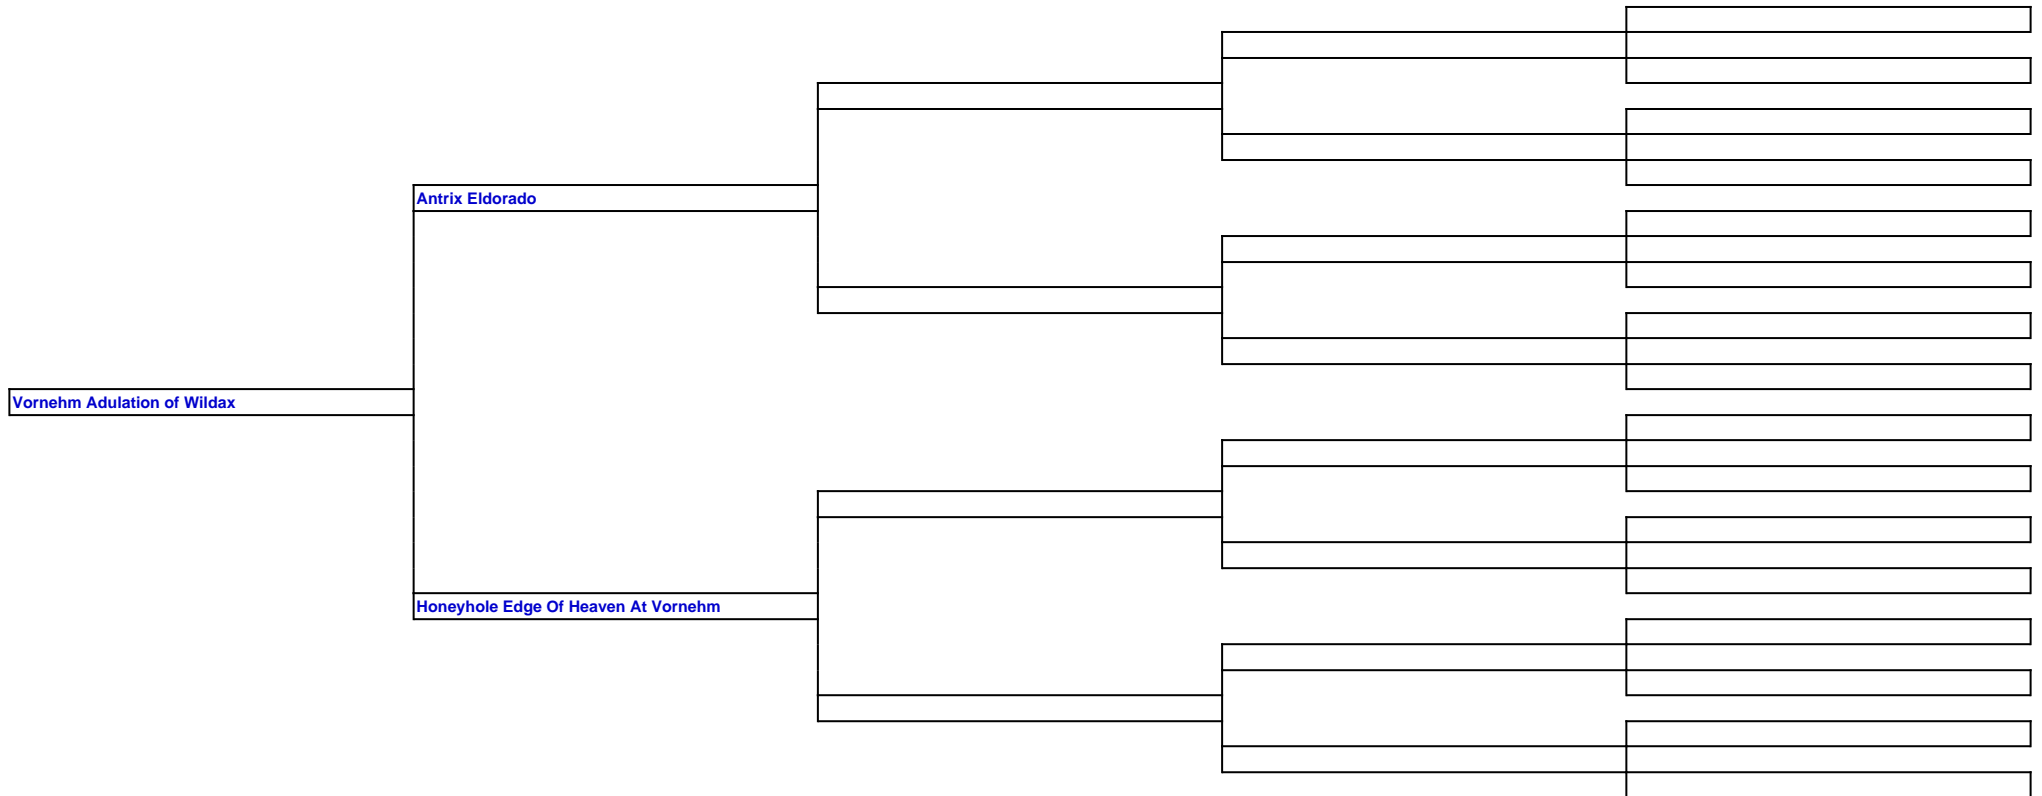 Antrix Eldorado
Vornehm Adulation of Wildax
Honeyhole Edge Of Heaven At Vornehm